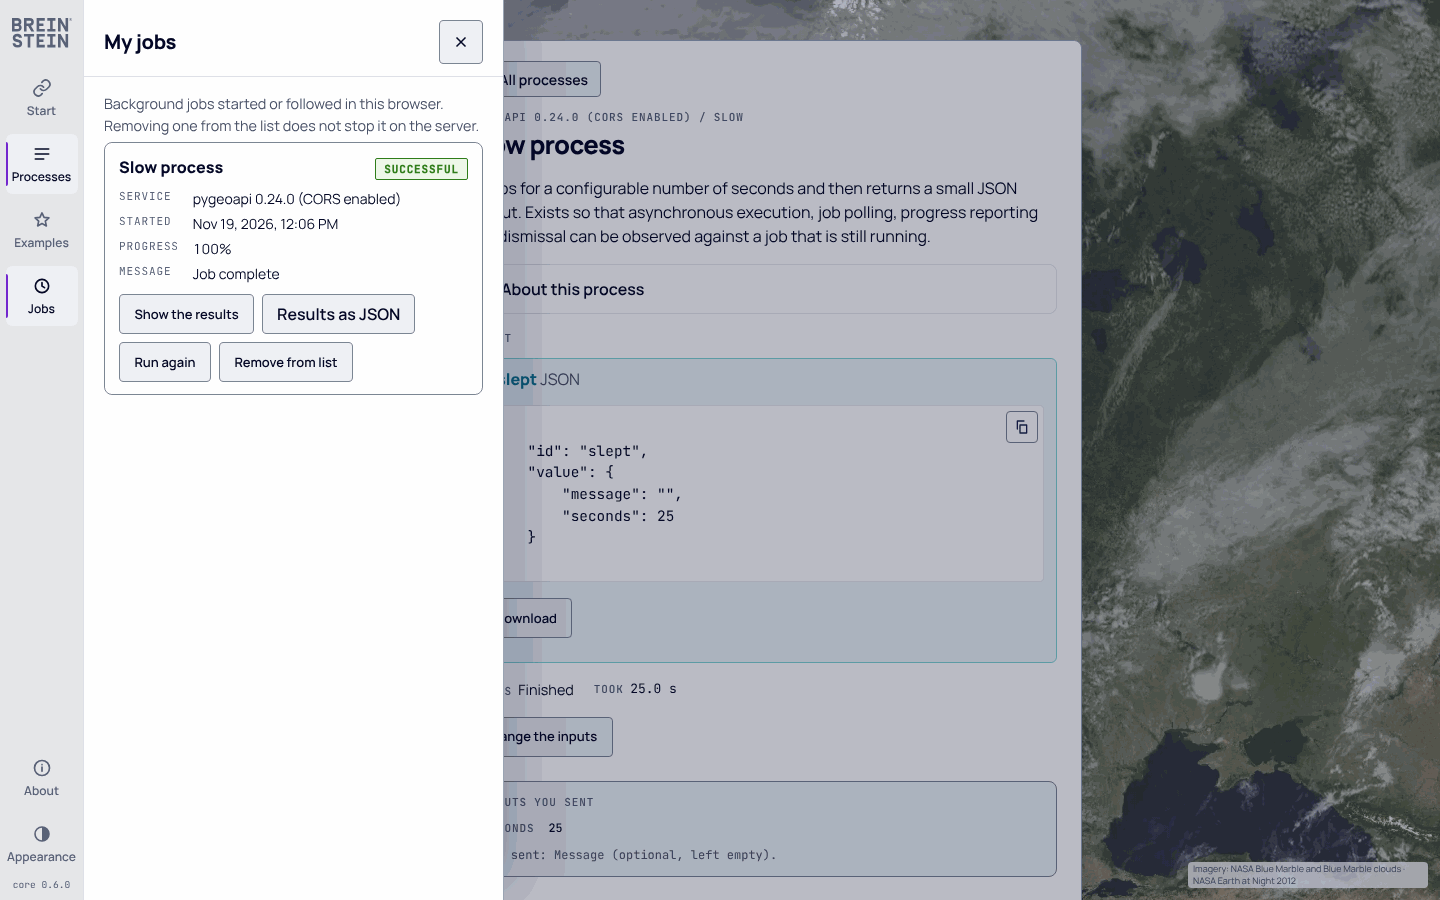 BREIN
STEIN
Start
Processes
Examples
Jobs
About
Appearance
core 0.6.0
My jobs
Background jobs started or followed in this browser.
Removing one from the list does not stop it on the server.
Slow process
SUCCESSFUL
SERVICE pygeoapi 0.24.0 (CORS enabled)
STARTED Nov 19, 2026, 12:06 PM
PROGRESS 100%
MESSAGE Job complete
Show the results
Results as JSON
Run again
Remove from list
All processes
API 0.24.0 (CORS ENABLED) / SLOW
ow process
ps for a configurable number of seconds and then returns a small JSON
ut. Exists so that asynchronous execution, job polling, progress reporting
dismissal can be observed against a job that is still running.
About this process
T
slept JSON
"id": "slept",
"value": {
"message": "",
"seconds": 25
}
ownload
S Finished TOOK 25.0 s
ange the inputs
UTS YOU SENT
ONDS 25
sent: Message (optional, left empty).
Imagery: NASA Blue Marble and Blue Marble clouds ·
NASA Earth at Night 2012